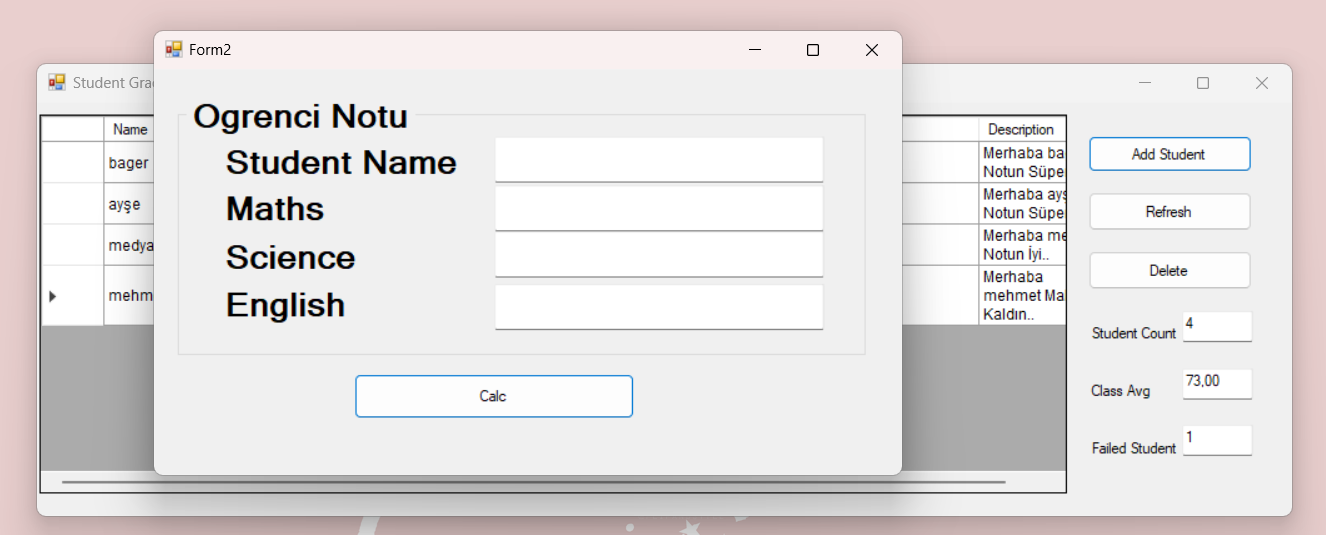 Form2
Student Gra
Ogrenci Notu
Student Name
Maths
Science
English
Calc
Name
Description
bager
Merhaba ba
Notun Süpe
ayşe
Merhaba ayş
Notun Süpe
medya
Merhaba me
Notun İyi..
mehm
Merhaba
mehmet Ma
Kaldın..
Add Student
Refresh
Delete
Student Count
4
Class Avg
73,00
Failed Student
1